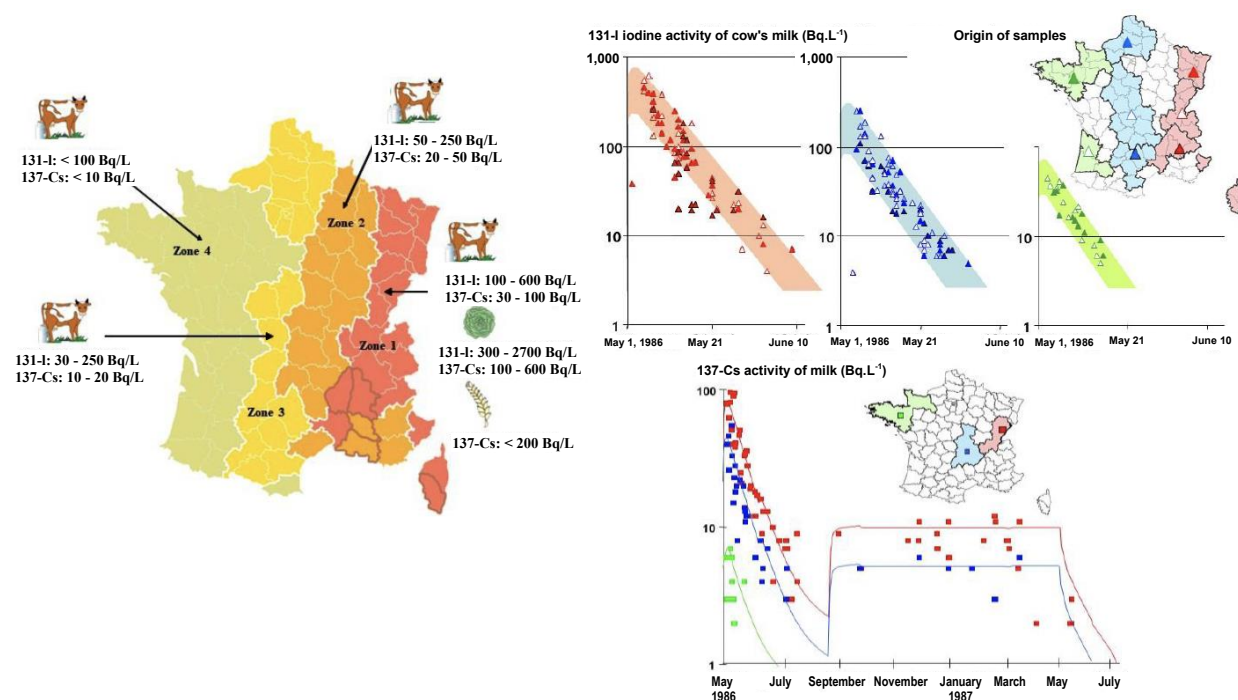 131-I: < 100 Bq/L
137-Cs: < 10 Bq/L
131-I: 50 - 250 Bq/L
20 - 50 Bq/L
137-Cs:
Zone 2
Zone 4
131-I: 100 - 600 Bq/L
137-Cs: 30 - 100 Bq/L
131-I: 30 - 250 Bq/L
137-Cs: 10 - 20 Bq/L
Zone 1
131-I: 300 - 2700 Bq/L
137-Cs: 100 - 600 Bq/L
Zone 3
137-Cs: < 200 Bq/L
131-I iodine activity of cow's milk (Bq.L-1)
Origin of samples
1,000
100
10
1
May 1, 1986
May 21
June 10
1,000
100
10
1
May 1, 1986
May 21
June 10
100
10
1
May 1, 1986
May 21
June 10
137-Cs activity of milk (Bq.L-1)
100
10
1
May
1986
July
September
November
January
1987
March
May
July